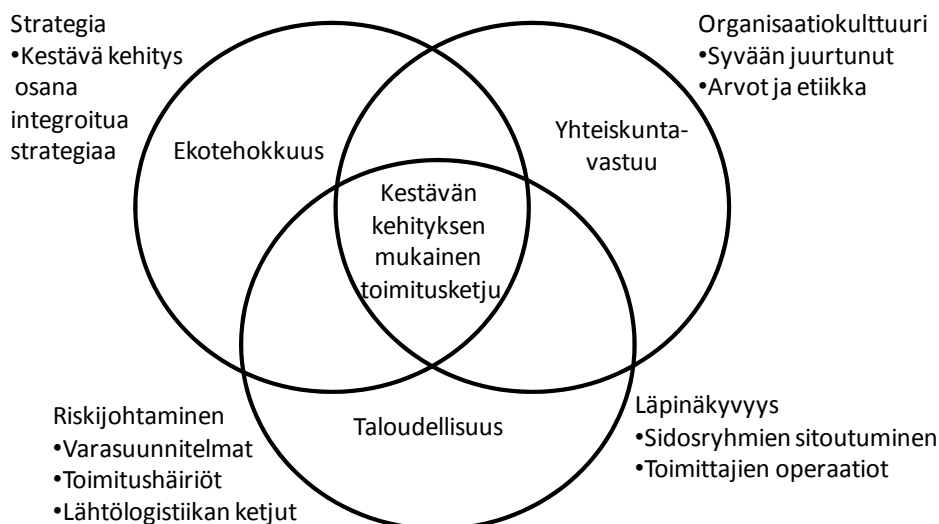 Strategia
•Kestävä kehitys
osana
integroitua
strategiaa
Organisaatiokulttuuri
•Syvään juurtunut
•Arvot ja etiikka
Ekotehokkuus
Yhteiskunta-
vastuu
Kestävän
kehityksen
mukainen
toimitusketju
Taloudellisuus
Riskijohtaminen
•Varasuunnitelmat
•Toimitushäiriöt
•Lähtölogistiikan ketjut
Läpinäkyvyys
•Sidosryhmien sitoutuminen
•Toimittajien operaatiot